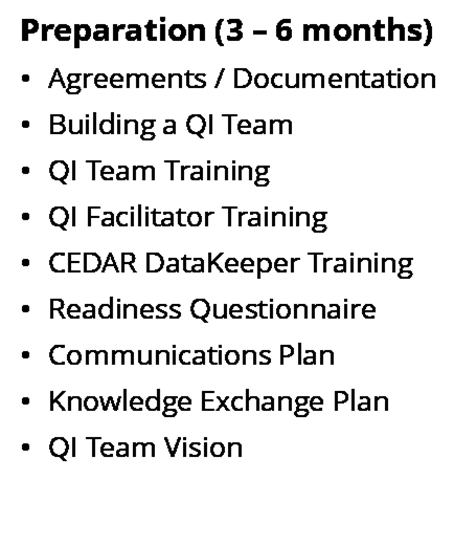 Preparation (3 – 6 months)
• Agreements / Documentation
• Building a QI Team
• QI Team Training
• QI Facilitator Training
• CEDAR DataKeeper Training
• Readiness Questionnaire
• Communications Plan
• Knowledge Exchange Plan
• QI Team Vision